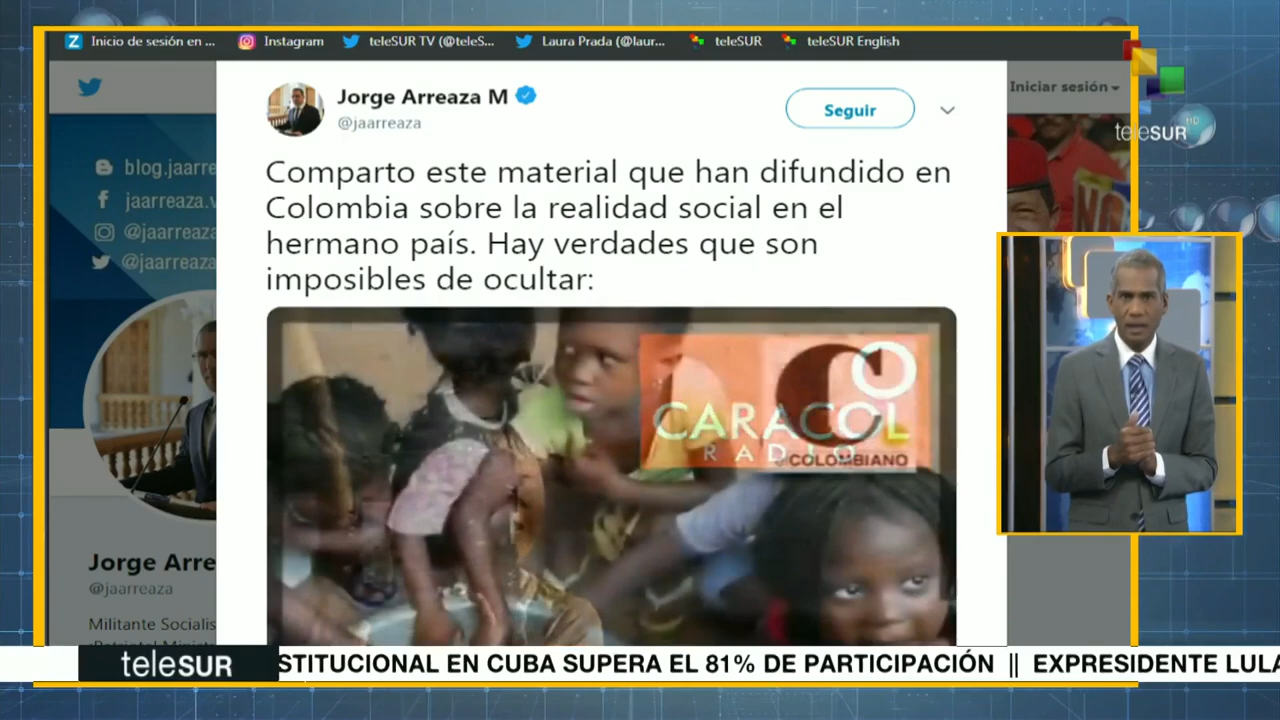 Inicio de sesión en ...
Instagram
teleSUR TV (@teleS...
Laura Prada (@laur...
teleSUR
teleSUR English
Iniciar sesión
teleSUR HD
Jorge Arreaza M
@jaarreaza
Seguir
Comparto este material que han difundido en
Colombia sobre la realidad social en el
hermano país. Hay verdades que son
imposibles de ocultar:
blog.jaarre
jaarreaza.v
@jaarreaza
@jaarreaza
NO
CARACOL
RADIO
COLOMBIANO
Jorge Arre
@jaarreaza
Militante Socialis
teleSUR
STITUCIONAL EN CUBA SUPERA EL 81% DE PARTICIPACIÓN || EXPRESIDENTE LULA